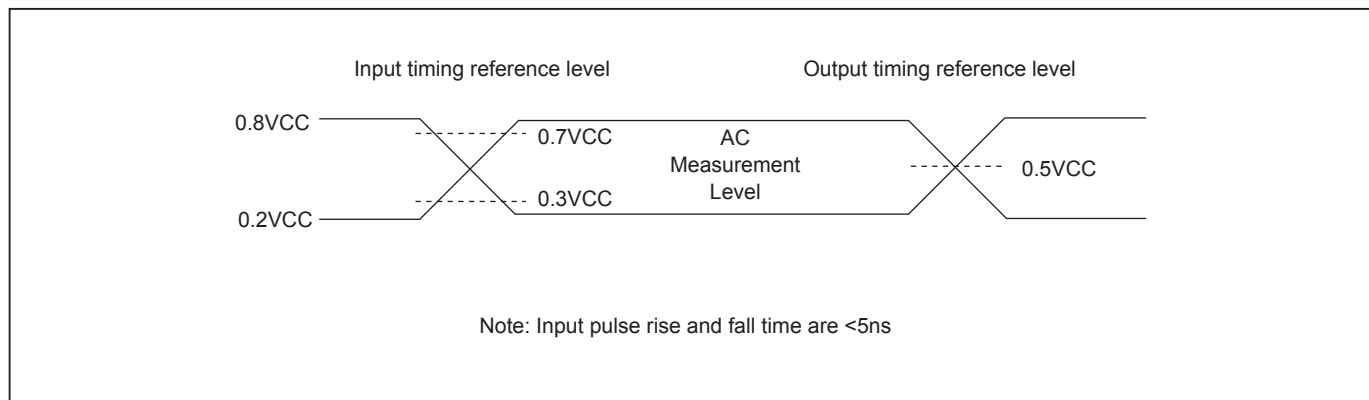 Input timing reference level
Output timing reference level
0.8VCC
0.7VCC
AC
Measurement
Level
0.5VCC
0.3VCC
0.2VCC
Note: Input pulse rise and fall time are <5ns